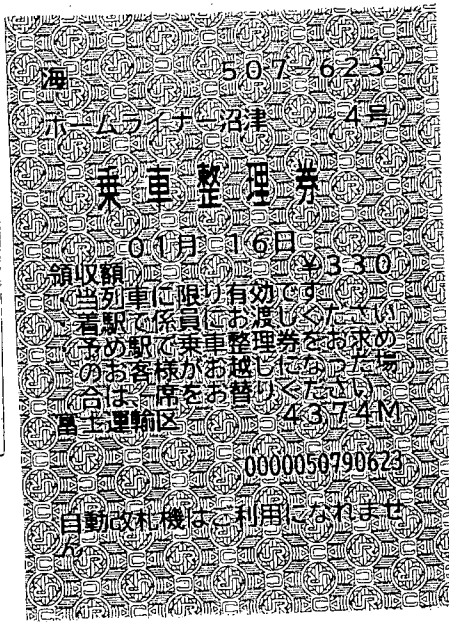 海 507-623
ホームライナー沼津 4号
乗車整理券
01月 16日
領収額 ¥330
・当列車に限り有効です
・着駅で係員にお渡しください
・予め駅で乗車整理券をお求め
のお客様がお越しになった場
合は、席をお替りください
富士運輸区 4374M
0000050790623
自動改札機はご利用になれませ
ん